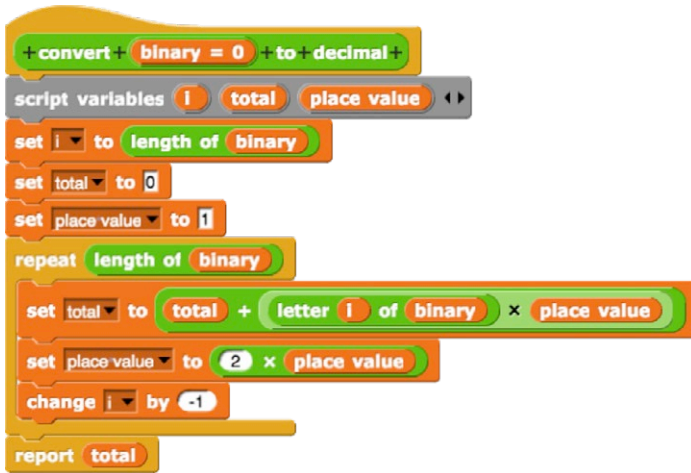 +convert+ binary = 0 +to+decimal+
script variables i total place value
set i to length of binary
set total to 0
set place value to 1
repeat length of binary
set total to total + letter i of binary × place value
set place value to 2 × place value
change i by -1
report total